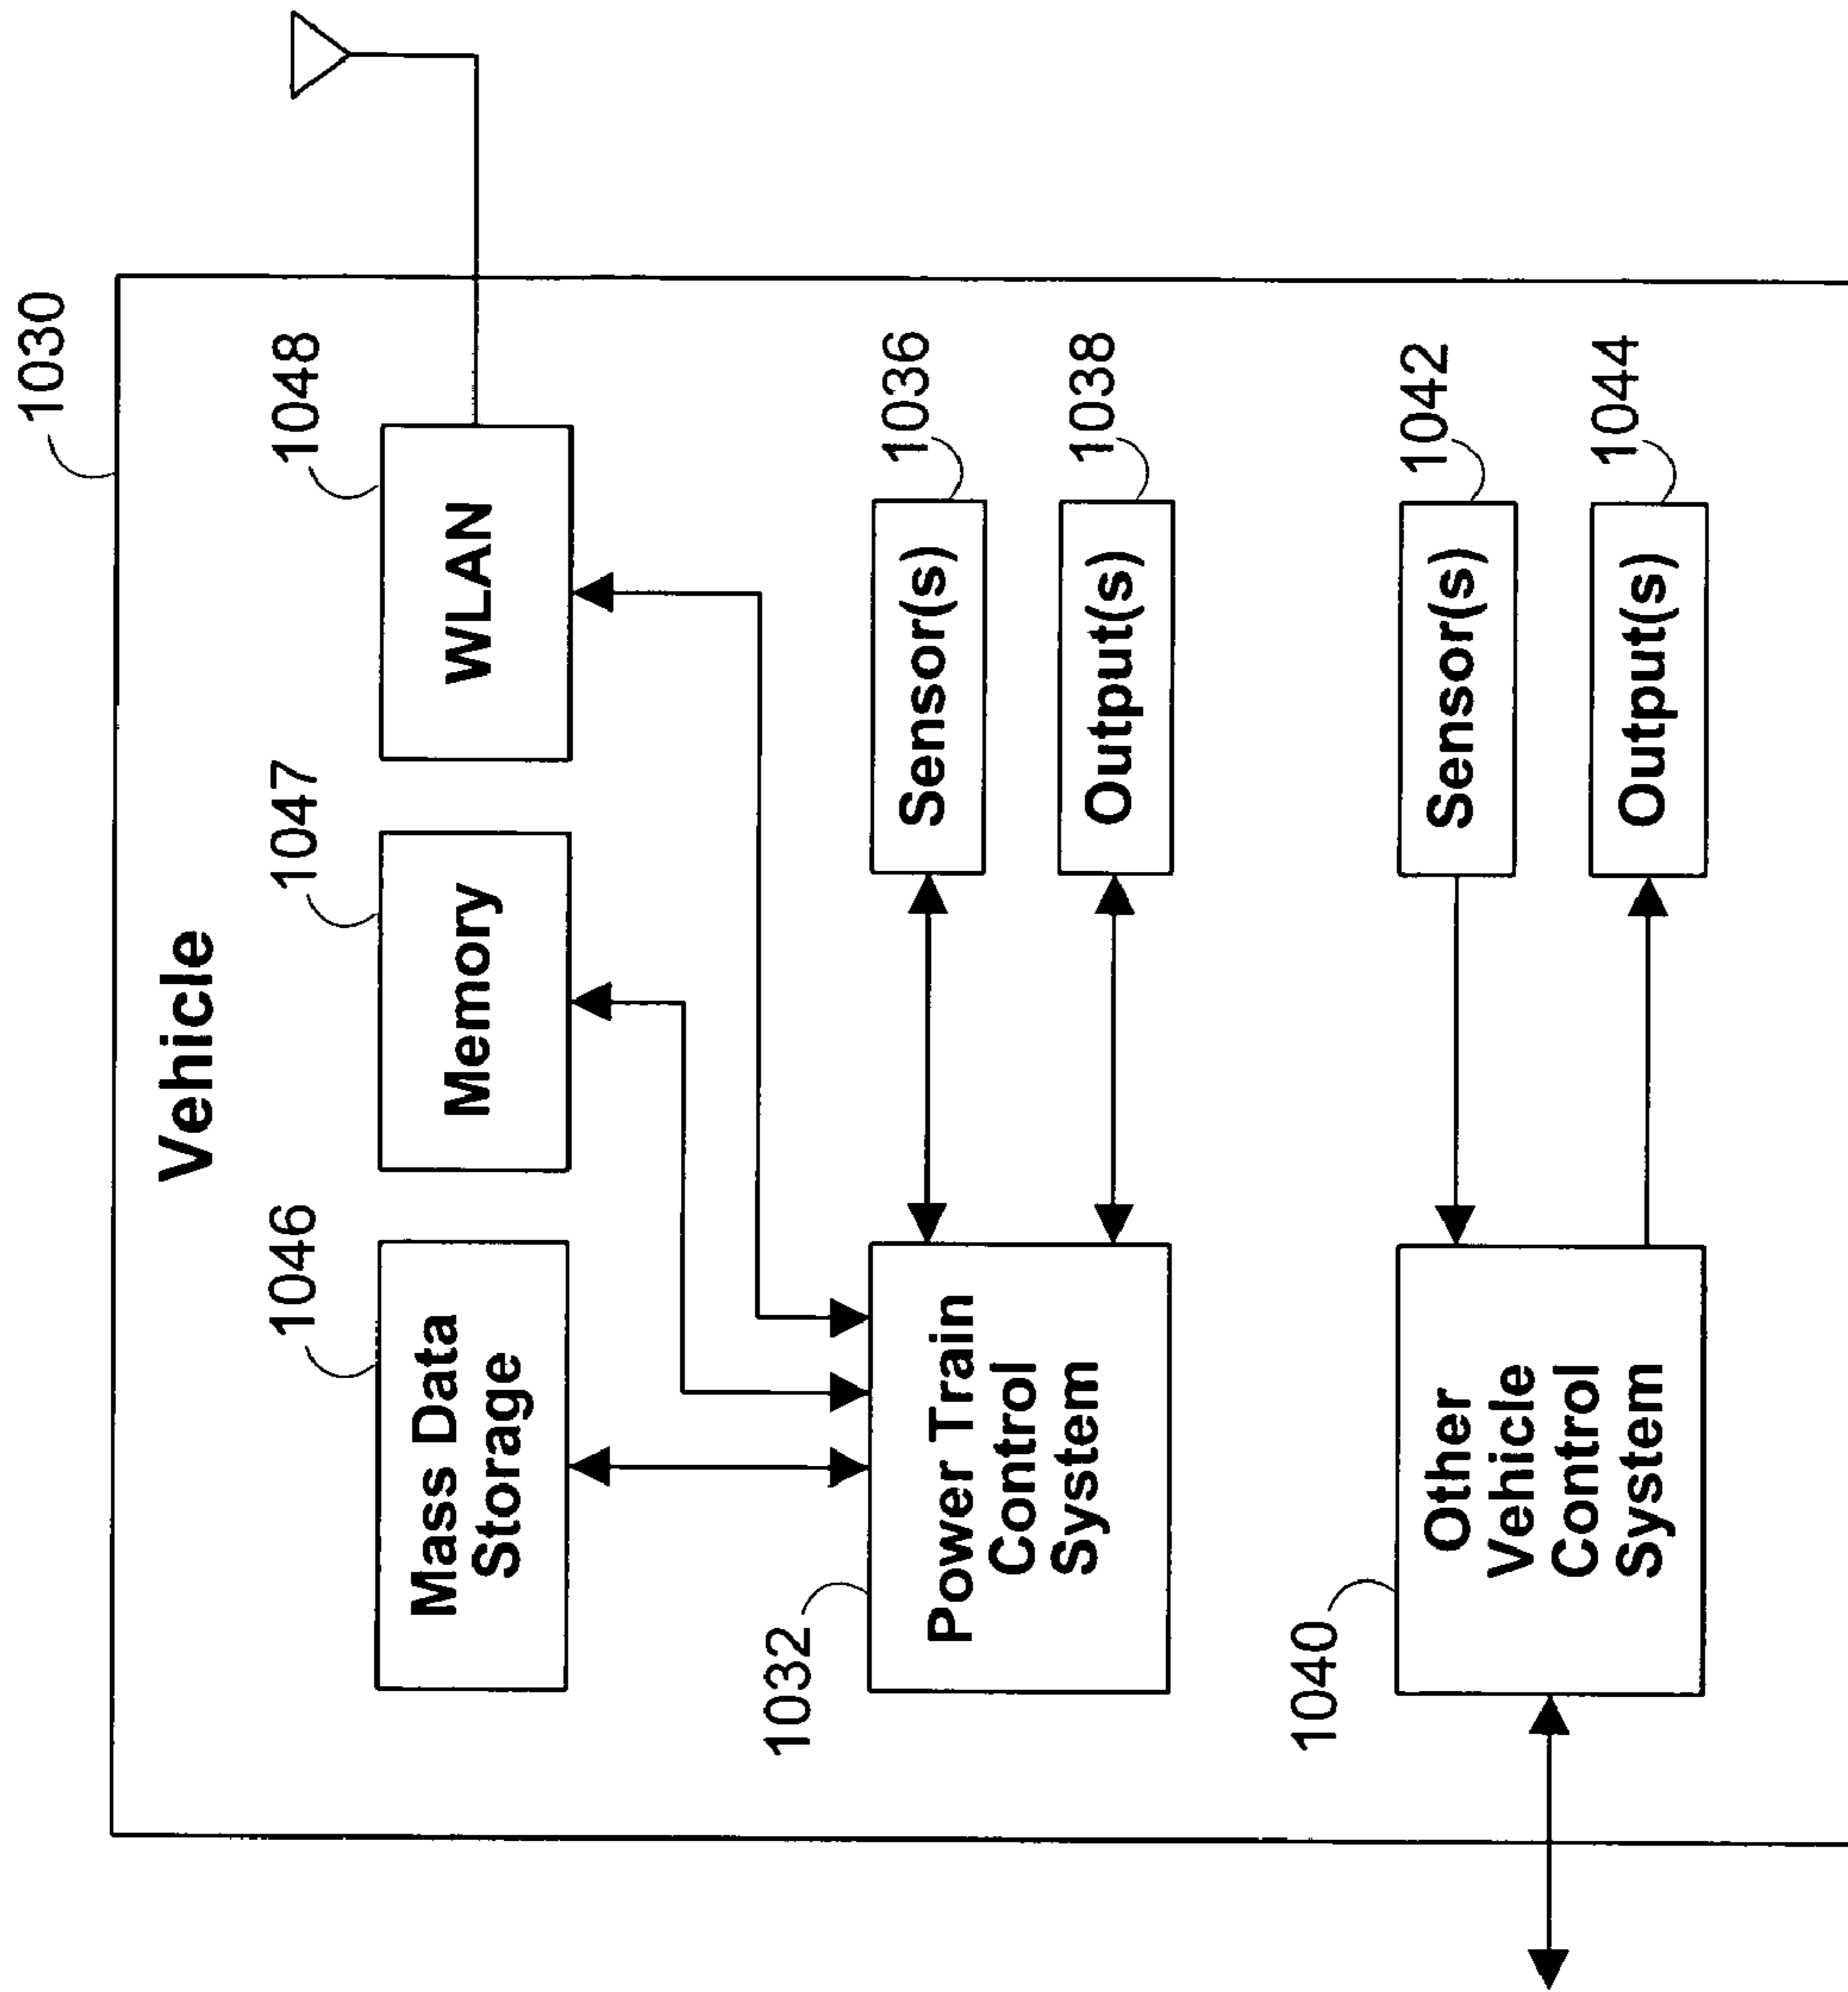 1030
Vehicle
1046
1047
1048
Mass Data
Storage
Memory
WLAN
1032
Power Train
Control
System
1036
Sensor(s)
1038
Output(s)
1040
Other
Vehicle
Control
System
1042
Sensor(s)
1044
Output(s)